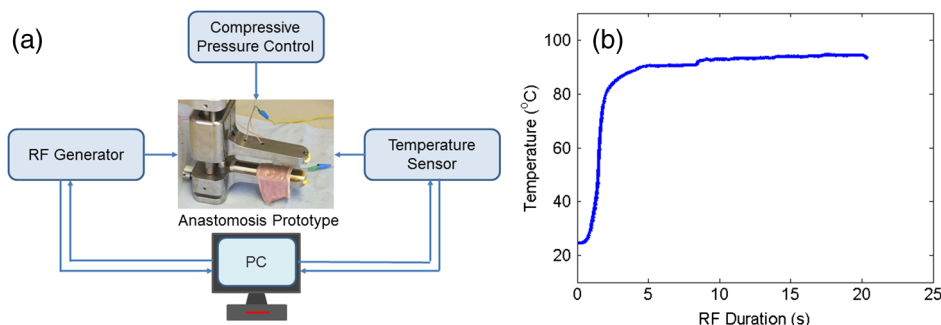 (a)
Compressive
Pressure Control
RF Generator
Temperature
Sensor
Anastomosis Prototype
PC
(b)
Temperature (°C)
100
80
60
40
20
0
5
10
15
20
25
RF Duration (s)